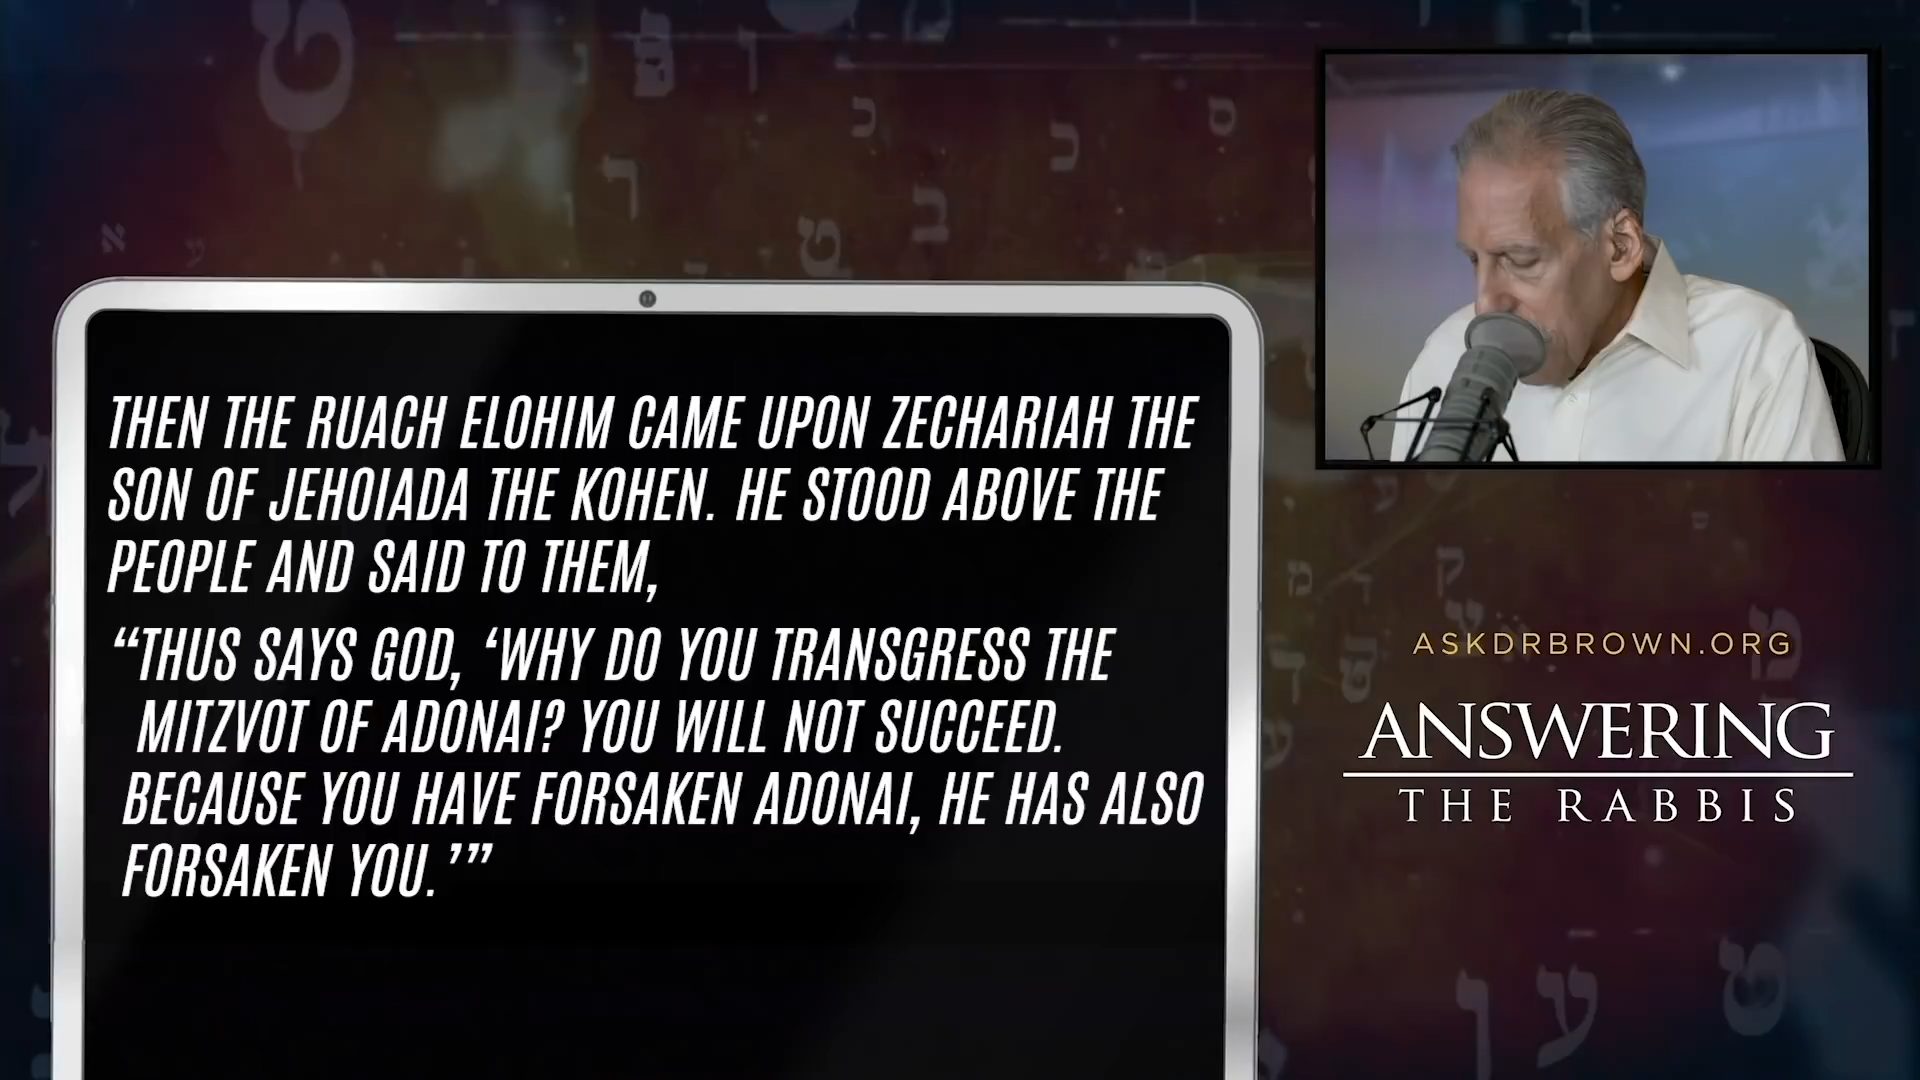 THEN THE RUACH ELOHIM CAME UPON ZECHARIAH THE
SON OF JEHOIADA THE KOHEN. HE STOOD ABOVE THE
PEOPLE AND SAID TO THEM,
“THUS SAYS GOD, ‘WHY DO YOU TRANSGRESS THE
MITZVOT OF ADONAI? YOU WILL NOT SUCCEED.
BECAUSE YOU HAVE FORSAKEN ADONAI, HE HAS ALSO
FORSAKEN YOU.’”
ASKDRBROWN.ORG
ANSWERING
THE RABBIS